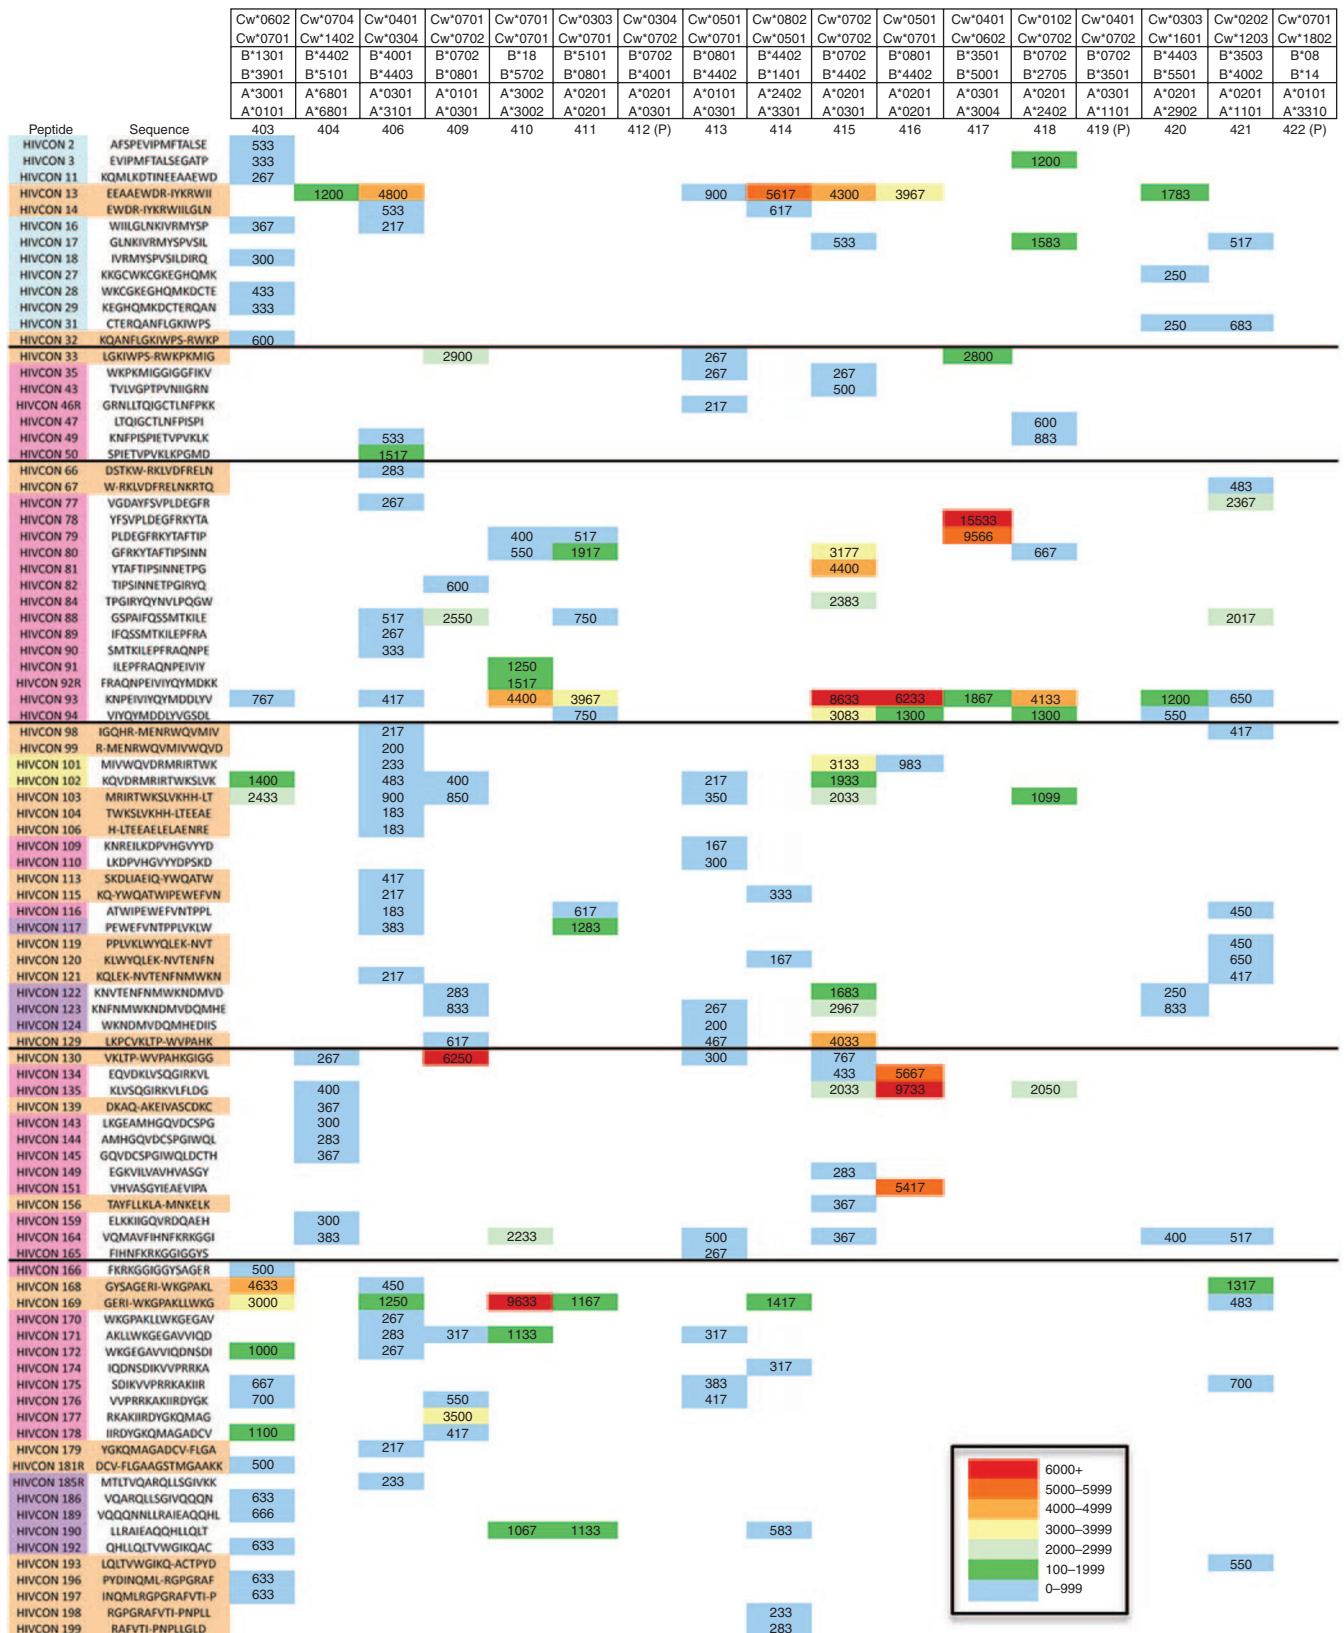 Cw*0602 Cw*0704 Cw*0401 Cw*0701 Cw*0701 Cw*0303 Cw*0304 Cw*0501 Cw*0802 Cw*0702 Cw*0501 Cw*0401 Cw*0102 Cw*0401 Cw*0303 Cw*0202 Cw*0701
Cw*0701 Cw*1402 Cw*0304 Cw*0702 Cw*0701 Cw*0701 Cw*0702 Cw*0701 Cw*0501 Cw*0702 Cw*0701 Cw*0602 Cw*0702 Cw*0702 Cw*1601 Cw*1203 Cw*1802
B*1301 B*4402 B*4001 B*0702 B*18 B*5101 B*0702 B*0801 B*4402 B*0702 B*0801 B*3501 B*0702 B*0702 B*4403 B*3503 B*08
B*3901 B*5101 B*4403 B*0801 B*5702 B*0801 B*4001 B*4402 B*1401 B*4402 B*4402 B*5001 B*2705 B*3501 B*5501 B*4002 B*14
A*3001 A*6801 A*0301 A*0101 A*3002 A*0201 A*0201 A*0101 A*2402 A*0201 A*0101 A*0201 A*0201 A*0301 A*0201 A*0201 A*0101
A*0101 A*6801 A*3101 A*0301 A*3002 A*0201 A*0301 A*0301 A*3301 A*0301 A*0201 A*3004 A*2402 A*1101 A*2902 A*1101 A*3310
Peptide Sequence 403 404 406 409 410 411 412 (P) 413 414 415 416 417 418 419 (P) 420 421 422 (P)
HIVCON 2 AFSPEVIPMFTALSE 533
HIVCON 3 EVIPMFTALSEGATP 333 1200
HIVCON 11 KQMLKDTINEEAAEWD 267
HIVCON 13 EEAAEWDR-IYKRWII 1200 4800 900 5617 4300 3967 1783
HIVCON 14 EWDR-IYKRWIILGLN 533 617
HIVCON 16 WIILGLNKIVRMYSP 367 217
HIVCON 17 GLNKIVRMYSPVSIL 533 1583 517
HIVCON 18 IVRMYSPVSILDIRQ 300
HIVCON 27 KKGCWKCGKEGHQMK 250
HIVCON 28 WKCGKEGHQMKDCTE 433
HIVCON 29 KEGHQMKDCTERQAN 333
HIVCON 31 CTERQANFLGKIWPS 250 683
HIVCON 32 KQANFLGKIWPS-RWKP 600
HIVCON 33 LGKIWPS-RWKPKMIG 2900 267 2800
HIVCON 35 WKPKMIGGIGGFIKV 267 267
HIVCON 43 TVLVGPTPVNIIGRN 500
HIVCON 46R GRNLLTQIGCTLNFPKK 217
HIVCON 47 LTQIGCTLNFPISPI 600
HIVCON 49 KNFPISPIETVPVKLK 533 883
HIVCON 50 SPIETVPVKLKPGMD 1517
HIVCON 66 DSTKW-RKLVDFRELN 283
HIVCON 67 W-RKLVDFRELNKRTQ 483
HIVCON 77 VGDAYFSVPLDEGFR 267 2367
HIVCON 78 YFSVPLDEGFRKYTA 15533
HIVCON 79 PLDEGFRKYTAFTIP 400 517 9566
HIVCON 80 GFRKYTAFTIPSINN 550 1917 3177 667
HIVCON 81 YTAFTIPSINNETPG 4400
HIVCON 82 TIPSINNETPGIRYQ 600
HIVCON 84 TPGIRYQYNVLPQGW 2383
HIVCON 88 GSPAIFQSSMTKILE 517 2550 750 2017
HIVCON 89 IFQSSMTKILEPFRA 267
HIVCON 90 SMTKILEPFRAQNPE 333
HIVCON 91 ILEPFRAQNPEIVIY 1250
HIVCON 92R FRAQNPEIVIYQYMDKK 1517
HIVCON 93 KNPEIVIYQYMDDLYV 767 417 4400 3967 8633 6233 1867 4133 1200 650
HIVCON 94 VIYQYMDDLYVGSDL 750 3083 1300 1300 550
HIVCON 98 IGQHR-MENRWQVMIV 217 417
HIVCON 99 R-MENRWQVMIVWQVD 200
HIVCON 101 MIVWQVDRMRIRTWK 233 3133 983
HIVCON 102 KQVDRMRIRTWKSLVK 1400 483 400 217 1933
HIVCON 103 MRIRTWKSLVKHH-LT 2433 900 850 350 2033 1099
HIVCON 104 TWKSLVKHH-LTEEAE 183
HIVCON 106 H-LTEEAELELAENRE 183
HIVCON 109 KNREILKDPVHGVYYD 167
HIVCON 110 LKDPVHGVYYDPSKD 300
HIVCON 113 SKDLIAEIQ-YWQATW 417
HIVCON 115 KQ-YWQATWIPEWEFVN 217 333
HIVCON 116 ATWIPEWEFVNTPPL 183 617 450
HIVCON 117 PEWEFVNTPPLVKLW 383 1283
HIVCON 119 PPLVKLWYQLEK-NVT 450
HIVCON 120 KLWYQLEK-NVTENFN 167 650
HIVCON 121 KQLEK-NVTENFNMWKN 217 417
HIVCON 122 KNVTENFNMWKNDMVD 283 1683 250
HIVCON 123 KNFNMWKNDMVDQMHE 833 267 2967 833
HIVCON 124 WKNDMVDQMHEDIIS 200
HIVCON 129 LKPCVKLTP-WVPAHK 617 467 4033
HIVCON 130 VKLTP-WVPAHKGIGG 267 6250 300 767
HIVCON 134 EQVDKLVSQGIRKVL 433 5667
HIVCON 135 KLVSQGIRKVLFLDG 400 2033 9733 2050
HIVCON 139 DKAQ-AKEIVASCDKC 367
HIVCON 143 LKGEAMHGQVDCSPG 300
HIVCON 144 AMHGQVDCSPGIWQL 283
HIVCON 145 GQVDCSPGIWQLDCTH 367
HIVCON 149 EGKVILVAVHVASGY 283
HIVCON 151 VHVASGYIEAEVIPA 5417
HIVCON 156 TAYFLLKLA-MNKELK 367
HIVCON 159 ELKKIIGQVRDQAEH 300
HIVCON 164 VQMAVFIHNFKRKGGI 383 2233 500 367 400 517
HIVCON 165 FIHNFKRKGGIGGYS 267
HIVCON 166 FKRKGGIGGYSAGER 500
HIVCON 168 GYSAGERI-WKGPAKL 4633 450 1317
HIVCON 169 GERI-WKGPAKLLWKG 3000 1250 9633 1167 1417 483
HIVCON 170 WKGPAKLLWKGEGAV 267
HIVCON 171 AKLLWKGEGAVVIQD 283 317 1133 317
HIVCON 172 WKGEGAVVIQDNSDI 1000 267
HIVCON 174 IQDNSDIKVVPRRKA 317
HIVCON 175 SDIKVVPRRKAKIIR 667 383 700
HIVCON 176 VVPRRKAKIIRDYGK 700 550 417
HIVCON 177 RKAKIIRDYGKQMAG 3500
HIVCON 178 IIRDYGKQMAGADCV 1100 417
HIVCON 179 YGKQMAGADCV-FLGA 217
HIVCON 181R DCV-FLGAAGSTMGAAKK 500
HIVCON 185R MTLTVQARQLLSGIVKK 233
HIVCON 186 VQARQLLSGIVQQQN 633
HIVCON 189 VQQQNNLLRAIEAQQHL 666
HIVCON 190 LLRAIEAQQHLLQLT 1067 1133 583
HIVCON 192 QHLLQLTVWGIKQAC 633
HIVCON 193 LQLTVWGIKQ-ACTPYD 550
HIVCON 196 PYDINQML-RGPGRAF 633
HIVCON 197 INQMLRGPGRAFVTI-P 633
HIVCON 198 RGPGRAFVTI-PNPLL 233
HIVCON 199 RAFVTI-PNPLLGLD 283
6000+
5000–5999
4000–4999
3000–3999
2000–2999
100–1999
0–999